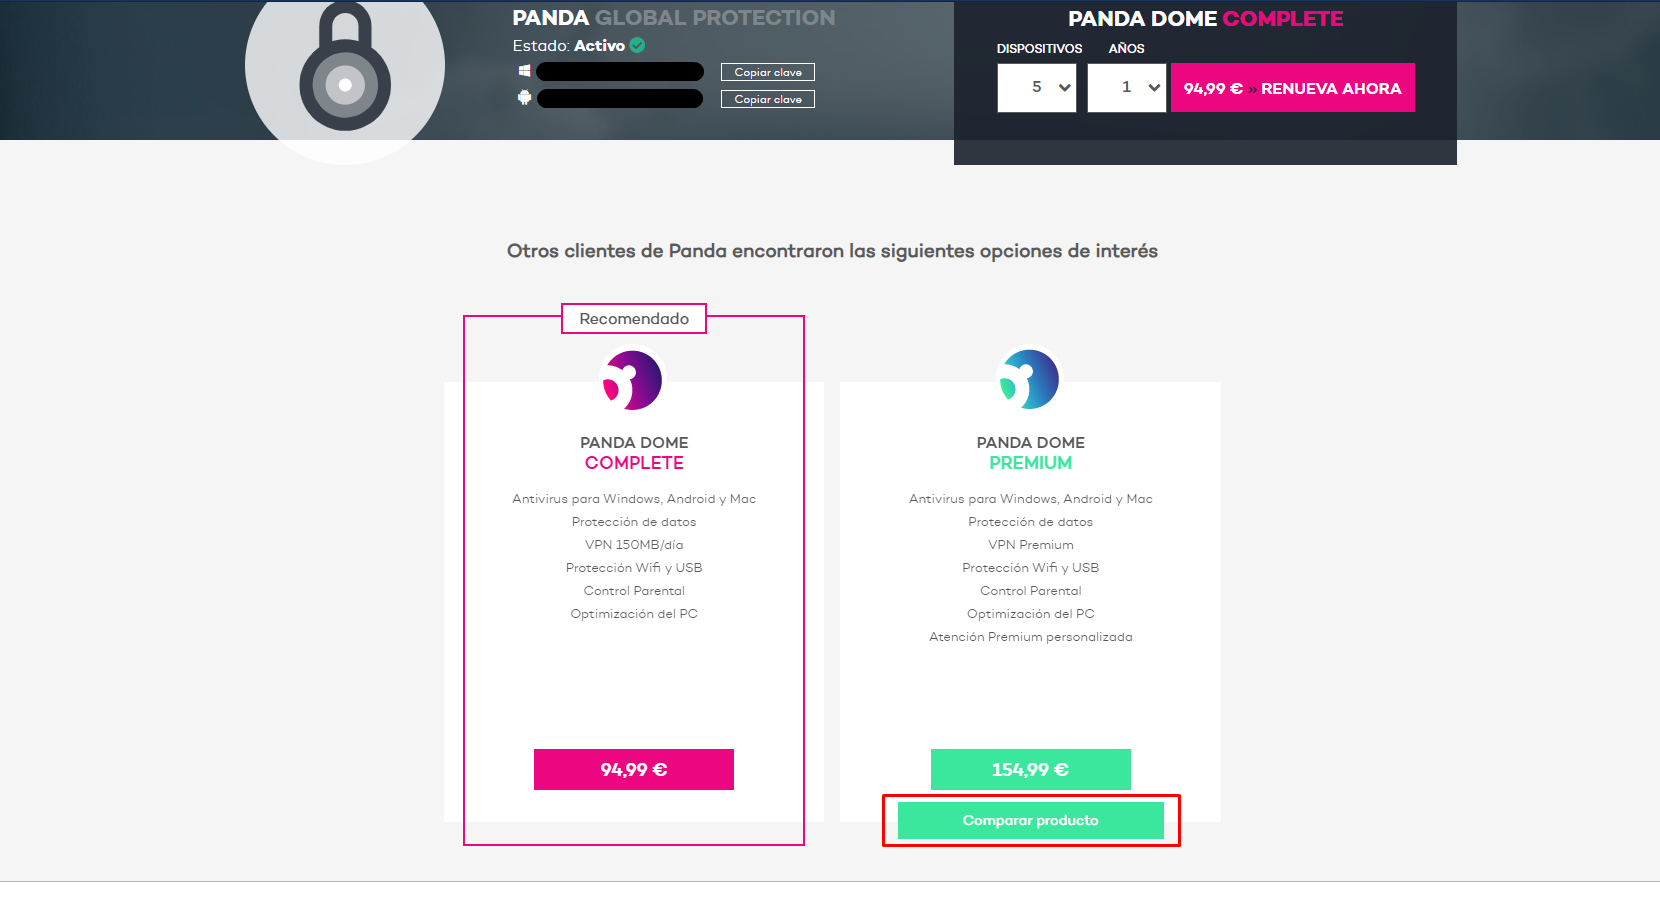 PANDA GLOBAL PROTECTION
Estado: Activo
Copiar clave
Copiar clave
PANDA DOME COMPLETE
DISPOSITIVOS AÑOS
5 1 94,99 € » RENUEVA AHORA
Otros clientes de Panda encontraron las siguientes opciones de interés
Recomendado
PANDA DOME
COMPLETE
Antivirus para Windows, Android y Mac
Protección de datos
VPN 150MB/día
Protección Wifi y USB
Control Parental
Optimización del PC
94,99 €
PANDA DOME
PREMIUM
Antivirus para Windows, Android y Mac
Protección de datos
VPN Premium
Protección Wifi y USB
Control Parental
Optimización del PC
Atención Premium personalizada
154,99 €
Comparar producto